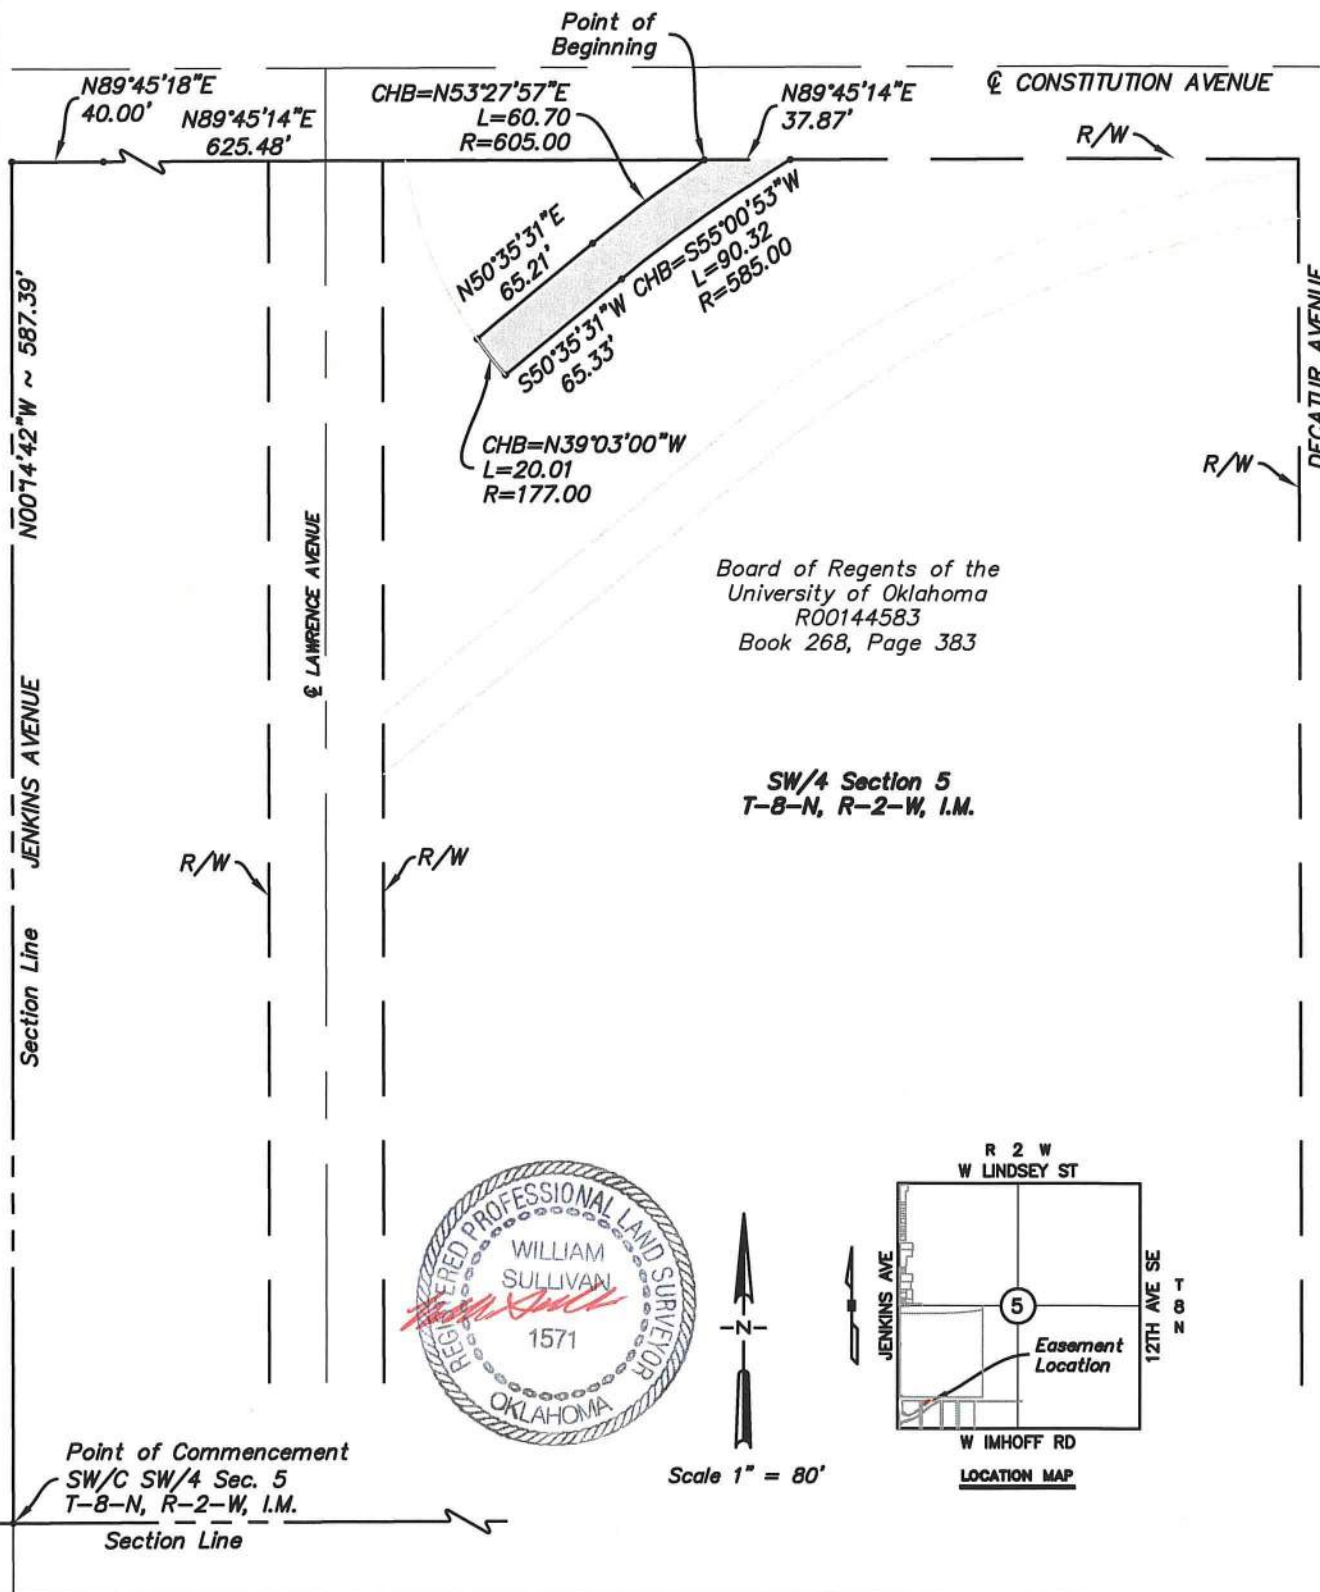 Point of
Beginning
℄ CONSTITUTION AVENUE
N89°45'18"E
40.00'
N89°45'14"E
625.48'
CHB=N53°27'57"E
L=60.70
R=605.00
N89°45'14"E
37.87'
R/W
N50°35'31"E
65.21'
CHB=S55°00'53"W
L=90.32
R=585.00
S50°35'31"W
65.33'
CHB=N39°03'00"W
L=20.01
R=177.00
N00°14'42"W ~ 587.39'
DECATUR AVENUE
R/W
℄ LAWRENCE AVENUE
Board of Regents of the
University of Oklahoma
R00144583
Book 268, Page 383
JENKINS AVENUE
SW/4 Section 5
T-8-N, R-2-W, I.M.
R/W
R/W
Section Line
REGISTERED PROFESSIONAL LAND SURVEYOR
WILLIAM
SULLIVAN
1571
OKLAHOMA
-N-
Scale 1" = 80'
R 2 W
W LINDSEY ST
JENKINS AVE
5
12TH AVE SE
T
8
N
Easement
Location
W IMHOFF RD
LOCATION MAP
Point of Commencement
SW/C SW/4 Sec. 5
T-8-N, R-2-W, I.M.
Section Line